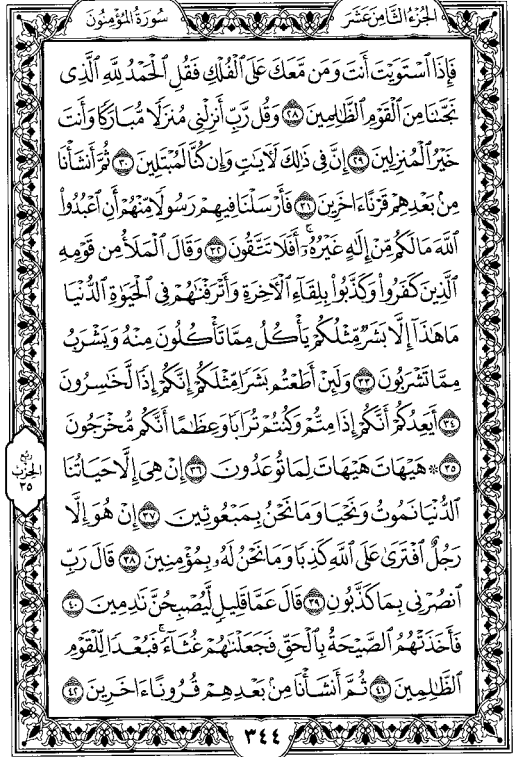 الجزء الثامن عشر
سورة المؤمنون
فَإِذَا ٱسْتَوَيْتَ أَنتَ وَمَن مَّعَكَ عَلَى ٱلْفُلْكِ فَقُلِ ٱلْحَمْدُ لِلَّهِ ٱلَّذِى
نَجَّىٰنَا مِنَ ٱلْقَوْمِ ٱلظَّـٰلِمِينَ ٢٨ وَقُل رَّبِّ أَنزِلْنِى مُنزَلًا مُّبَارَكًا وَأَنتَ
خَيْرُ ٱلْمُنزِلِينَ ٢٩ إِنَّ فِى ذَٰلِكَ لَـَٔايَـٰتٍ وَإِن كُنَّا لَمُبْتَلِينَ ٣٠ ثُمَّ أَنشَأْنَا
مِنۢ بَعْدِهِمْ قَرْنًا ءَاخَرِينَ ٣١ فَأَرْسَلْنَا فِيهِمْ رَسُولًا مِّنْهُمْ أَنِ ٱعْبُدُوا۟
ٱللَّهَ مَا لَكُم مِّنْ إِلَـٰهٍ غَيْرُهُۥٓ ۚ أَفَلَا تَتَّقُونَ ٣٢ وَقَالَ ٱلْمَلَأُ مِن قَوْمِهِ
ٱلَّذِينَ كَفَرُوا۟ وَكَذَّبُوا۟ بِلِقَآءِ ٱلْـَٔاخِرَةِ وَأَتْرَفْنَـٰهُمْ فِى ٱلْحَيَوٰةِ ٱلدُّنْيَا
مَا هَـٰذَآ إِلَّا بَشَرٌ مِّثْلُكُمْ يَأْكُلُ مِمَّا تَأْكُلُونَ مِنْهُ وَيَشْرَبُ
مِمَّا تَشْرَبُونَ ٣٣ وَلَئِنْ أَطَعْتُم بَشَرًا مِّثْلَكُمْ إِنَّكُمْ إِذًا لَّخَـٰسِرُونَ
٣٤ أَيَعِدُكُمْ أَنَّكُمْ إِذَا مِتُّمْ وَكُنتُمْ تُرَابًا وَعِظَـٰمًا أَنَّكُم مُّخْرَجُونَ
٣٥ ۞ هَيْهَاتَ هَيْهَاتَ لِمَا تُوعَدُونَ ٣٦ إِنْ هِىَ إِلَّا حَيَاتُنَا
ٱلدُّنْيَا نَمُوتُ وَنَحْيَا وَمَا نَحْنُ بِمَبْعُوثِينَ ٣٧ إِنْ هُوَ إِلَّا
رَجُلٌ ٱفْتَرَىٰ عَلَى ٱللَّهِ كَذِبًا وَمَا نَحْنُ لَهُۥ بِمُؤْمِنِينَ ٣٨ قَالَ رَبِّ
ٱنصُرْنِى بِمَا كَذَّبُونِ ٣٩ قَالَ عَمَّا قَلِيلٍ لَّيُصْبِحُنَّ نَـٰدِمِينَ ٤٠
فَأَخَذَتْهُمُ ٱلصَّيْحَةُ بِٱلْحَقِّ فَجَعَلْنَـٰهُمْ غُثَآءً ۚ فَبُعْدًا لِّلْقَوْمِ
ٱلظَّـٰلِمِينَ ٤١ ثُمَّ أَنشَأْنَا مِنۢ بَعْدِهِمْ قُرُونًا ءَاخَرِينَ ٤٢
ربع
الحزب
٣٥
٣٤٤